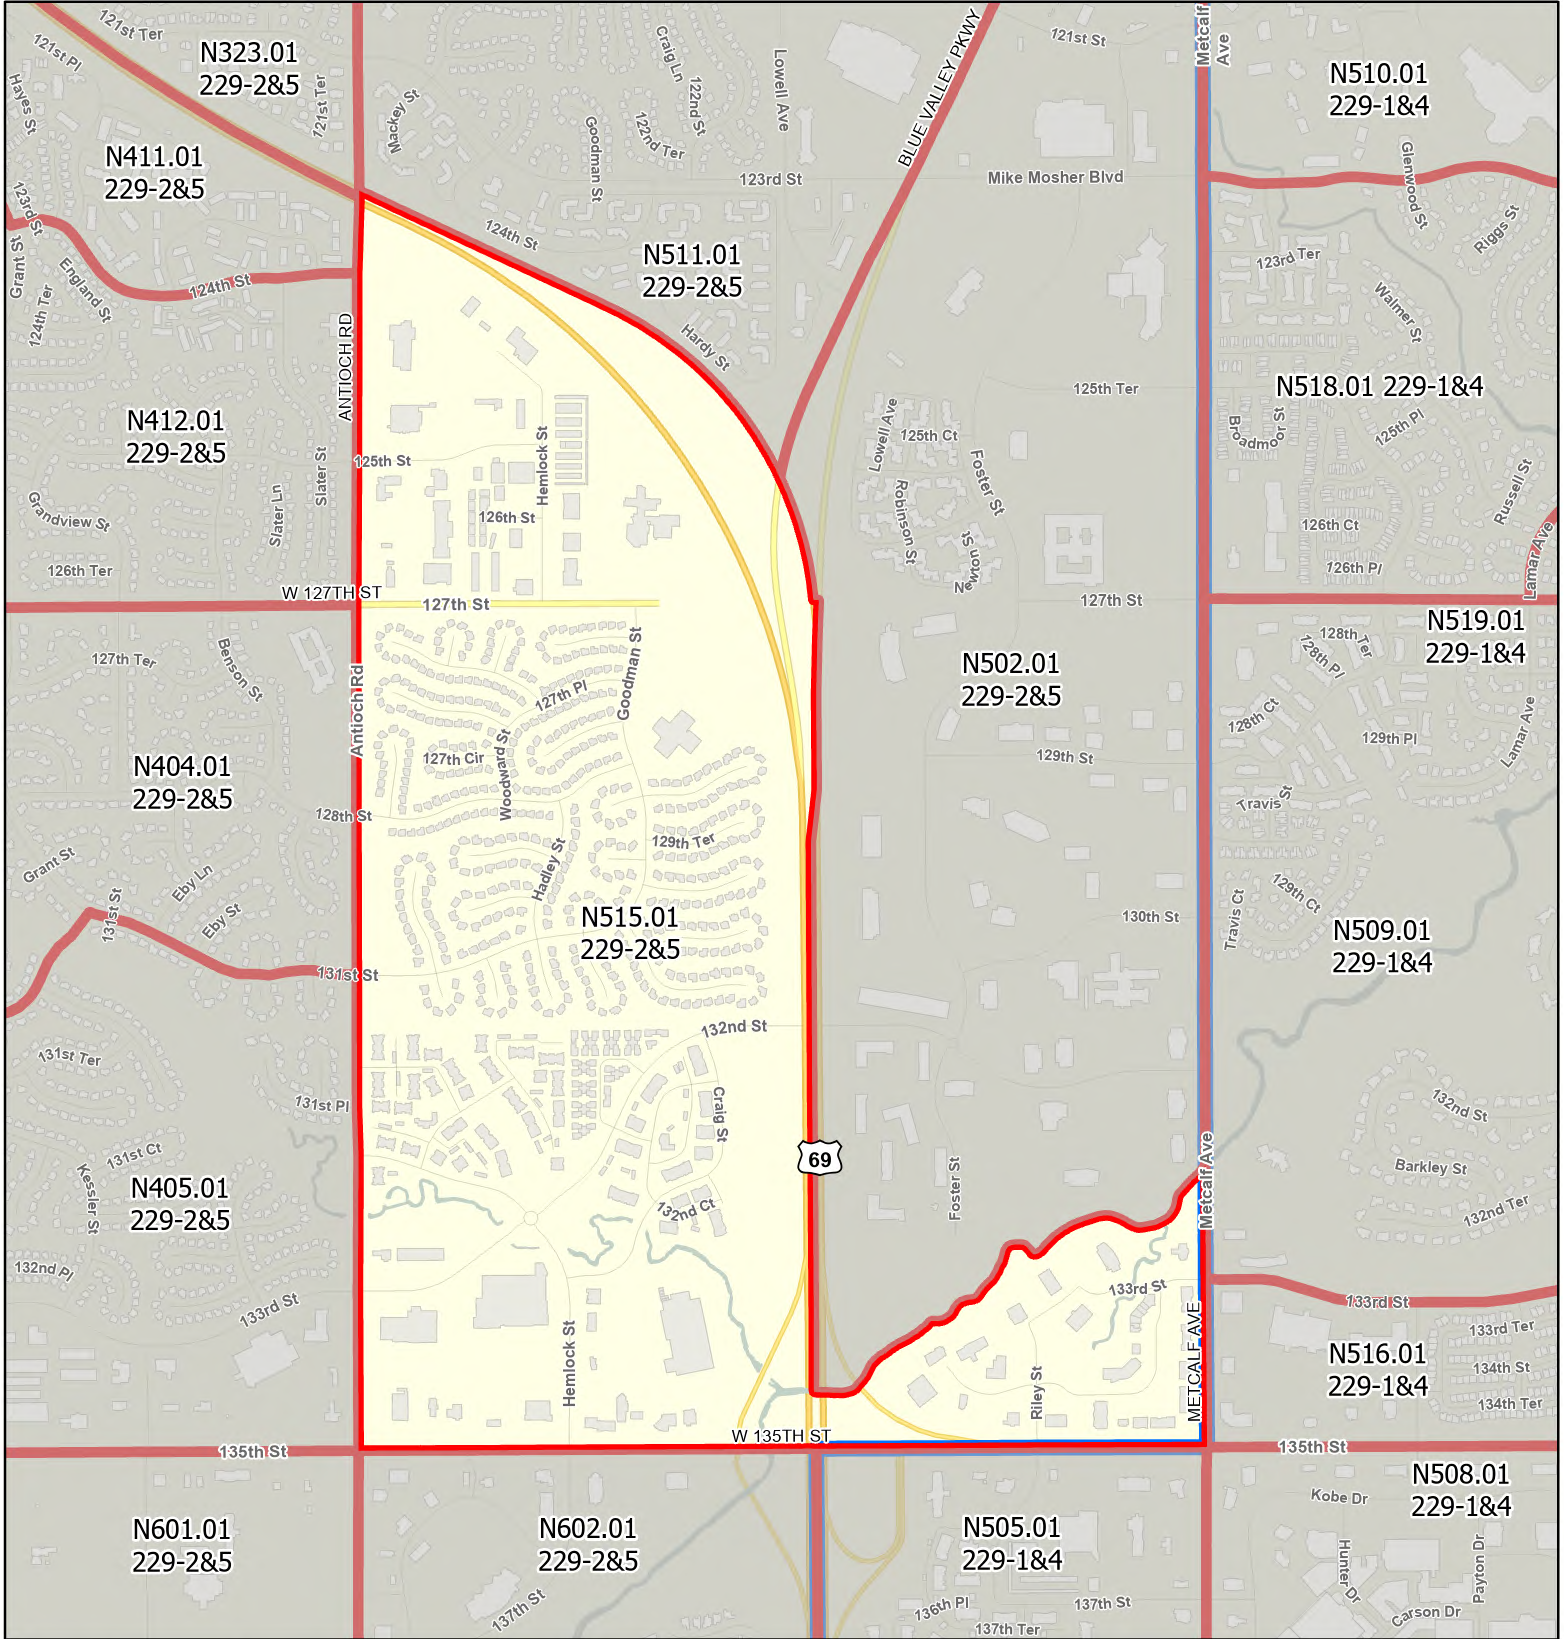 121st Ter
121st Pl
N323.01
229-2&5
Hayes St
121st Ter
Mackey St
Craig Ln
122nd St
122nd Ter
Goodman St
Lowell Ave
BLUE VALLEY PKWY
121st St
Metcalf
Ave
N510.01
229-1&4
N411.01
229-2&5
123rd St
Mike Mosher Blvd
Glenwood St
Riggs St
123rd St
Grant St
England St
124th Ter
124th St
124th St
N511.01
229-2&5
Hardy St
123rd Ter
Walmer St
ANTIOCH RD
125th Ter
N518.01 229-1&4
N412.01
229-2&5
Slater St
Slater Ln
Grandview St
126th Ter
125th St
Hemlock St
126th St
Lowell Ave
125th Ct
Robinson St
Foster St
Newton St
Broadmoor St
125th Pl
Russell St
126th Ct
126th Pl
Lamar Ave
W 127TH ST
127th St
127th St
N519.01
229-1&4
127th Ter
Benson St
Antioch Rd
127th Pl
Goodman St
N502.01
229-2&5
128th Ter
128th Pl
128th Ct
129th Pl
Lamar Ave
N404.01
229-2&5
127th Cir
Woodward St
129th St
Travis St
128th St
129th Ter
Hadley St
Grant St
Eby Ln
Eby St
131st St
131st St
N515.01
229-2&5
130th St
Travis Ct
129th Ct
N509.01
229-1&4
132nd St
131st Ter
131st Pl
Craig St
132nd St
131st Ct
Kessler St
N405.01
229-2&5
69
Foster St
Metcalf Ave
Barkley St
132nd Ter
132nd Ct
132nd Pl
133rd St
133rd St
133rd St
METCALF AVE
133rd Ter
N516.01
229-1&4
134th St
134th Ter
Hemlock St
Riley St
W 135TH ST
135th St
135th St
N508.01
229-1&4
Kobe Dr
N601.01
229-2&5
N602.01
229-2&5
N505.01
229-1&4
Hunter Dr
Payton Dr
137th St
136th Pl
137th St
137th Ter
Carson Dr